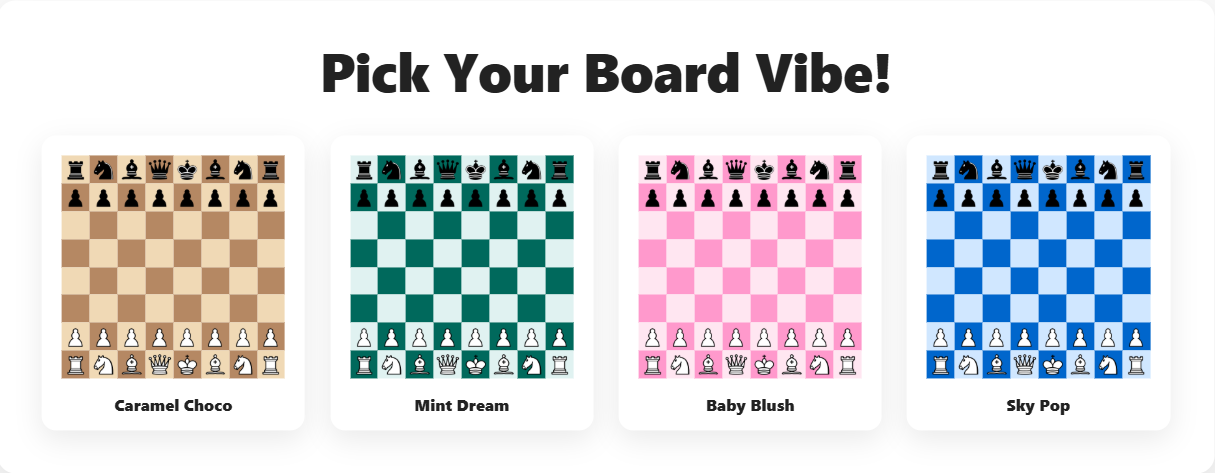 Pick Your Board Vibe!
Caramel Choco
Mint Dream
Baby Blush
Sky Pop